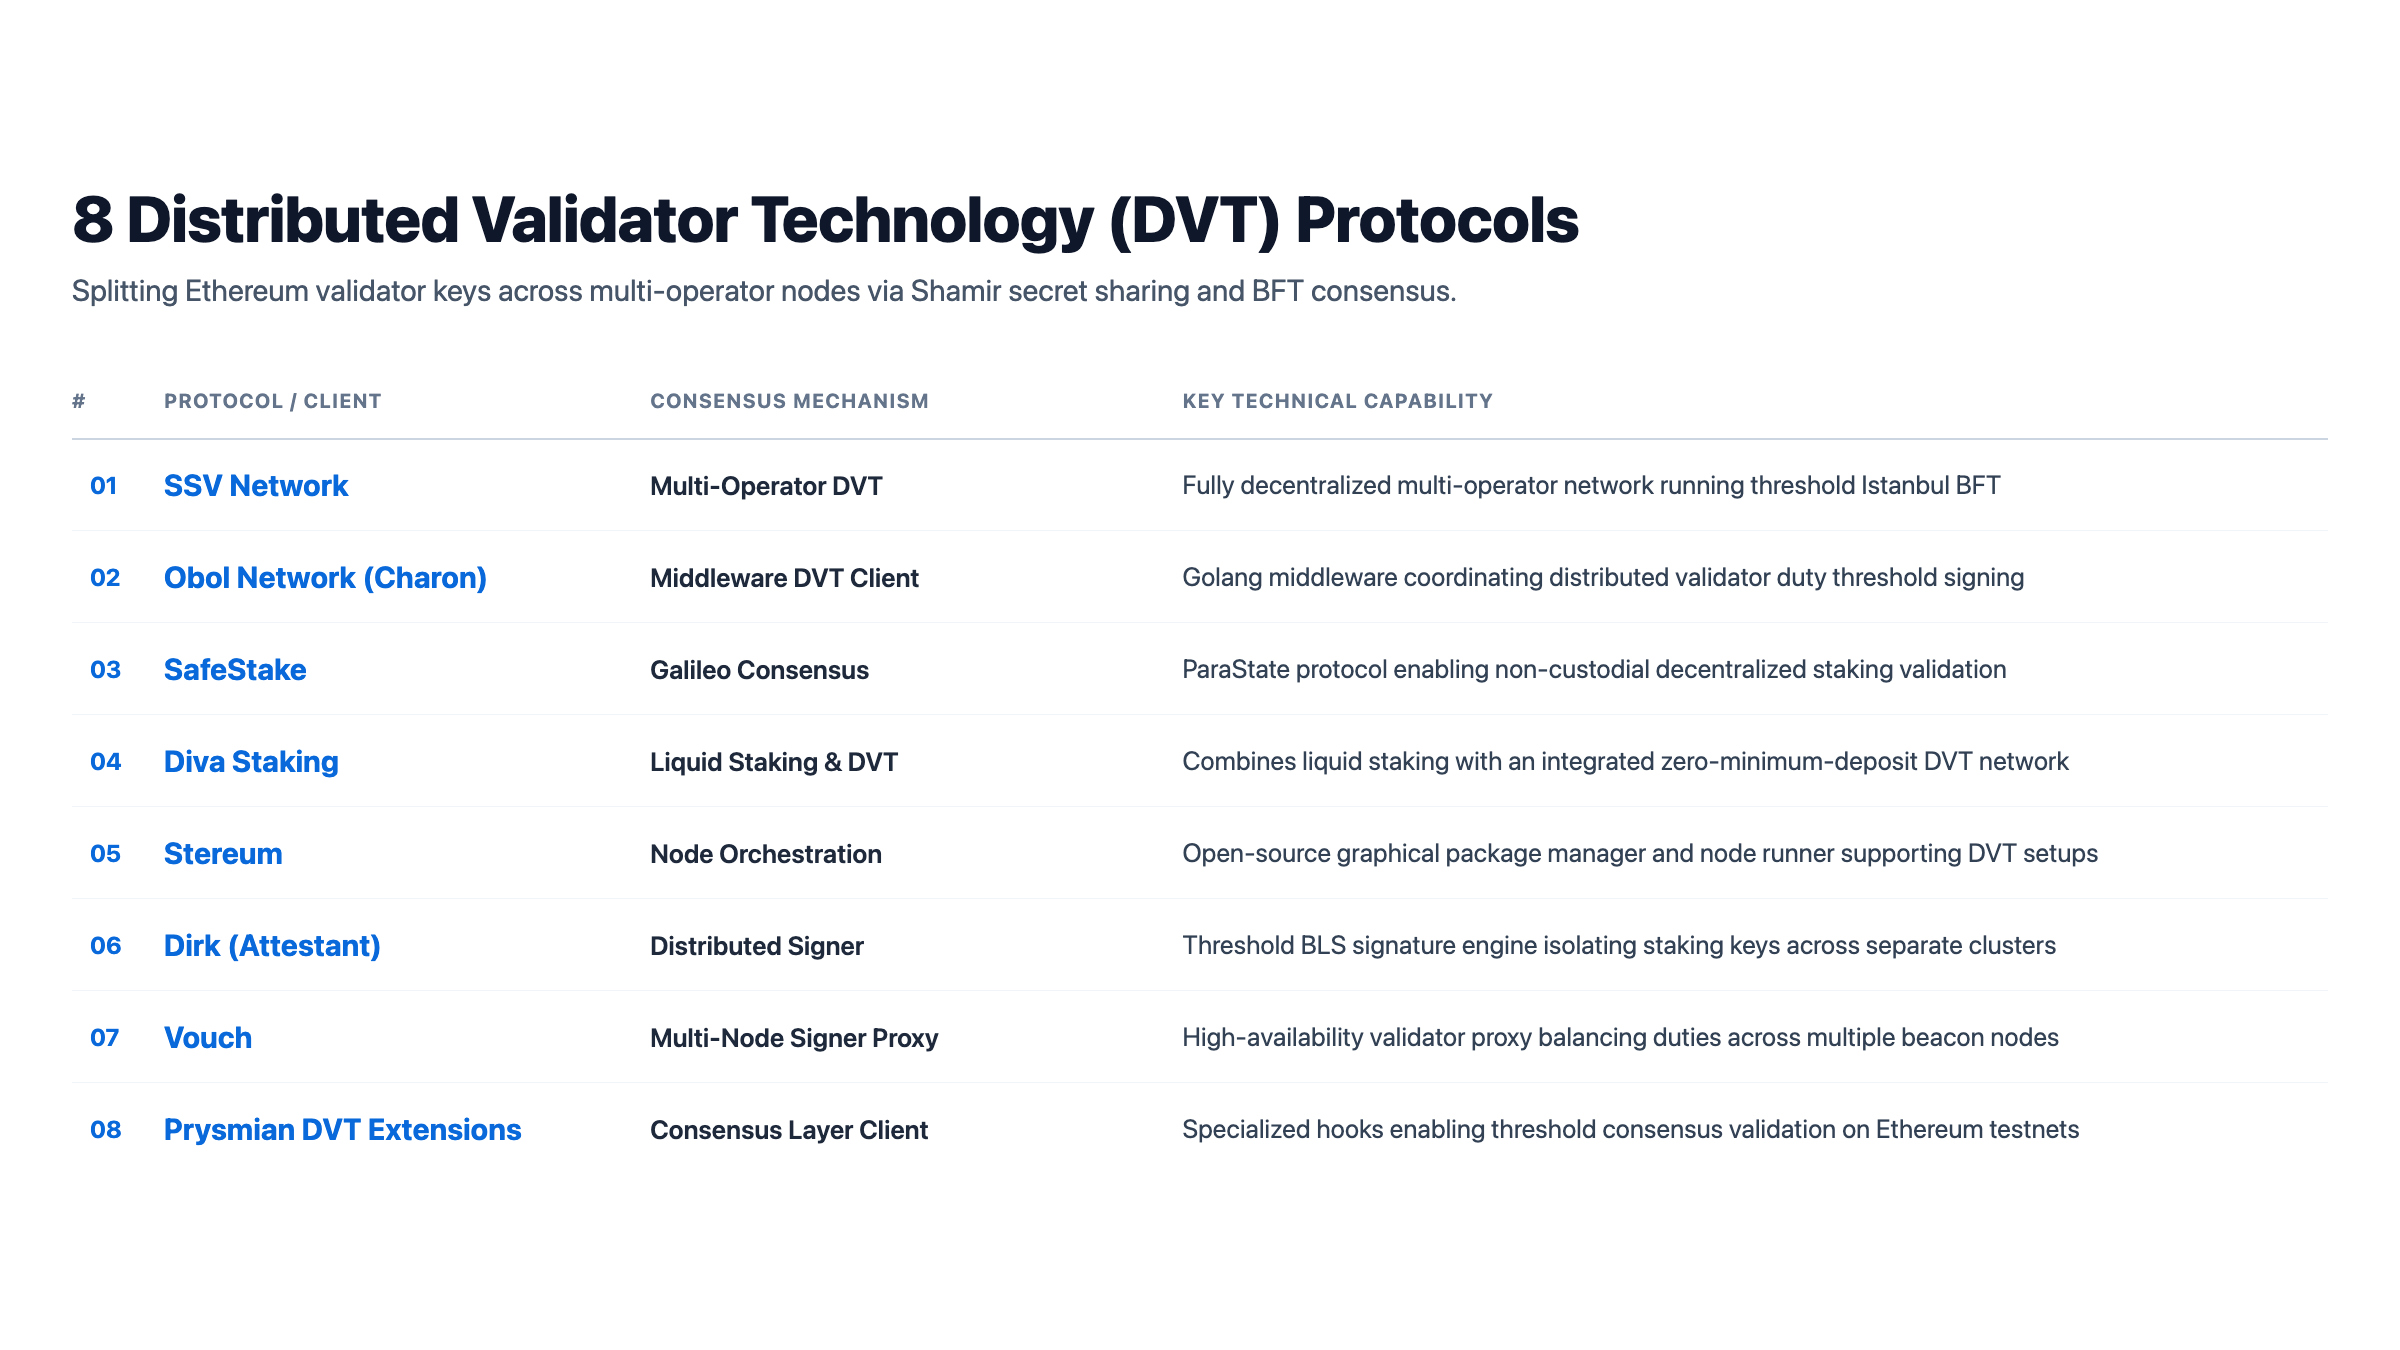 8 Distributed Validator Technology (DVT) Protocols
Splitting Ethereum validator keys across multi-operator nodes via Shamir secret sharing and BFT consensus.
# PROTOCOL / CLIENT CONSENSUS MECHANISM KEY TECHNICAL CAPABILITY
01 SSV Network Multi-Operator DVT Fully decentralized multi-operator network running threshold Istanbul BFT
02 Obol Network (Charon) Middleware DVT Client Golang middleware coordinating distributed validator duty threshold signing
03 SafeStake Galileo Consensus ParaState protocol enabling non-custodial decentralized staking validation
04 Diva Staking Liquid Staking & DVT Combines liquid staking with an integrated zero-minimum-deposit DVT network
05 Stereum Node Orchestration Open-source graphical package manager and node runner supporting DVT setups
06 Dirk (Attestant) Distributed Signer Threshold BLS signature engine isolating staking keys across separate clusters
07 Vouch Multi-Node Signer Proxy High-availability validator proxy balancing duties across multiple beacon nodes
08 Prysmian DVT Extensions Consensus Layer Client Specialized hooks enabling threshold consensus validation on Ethereum testnets